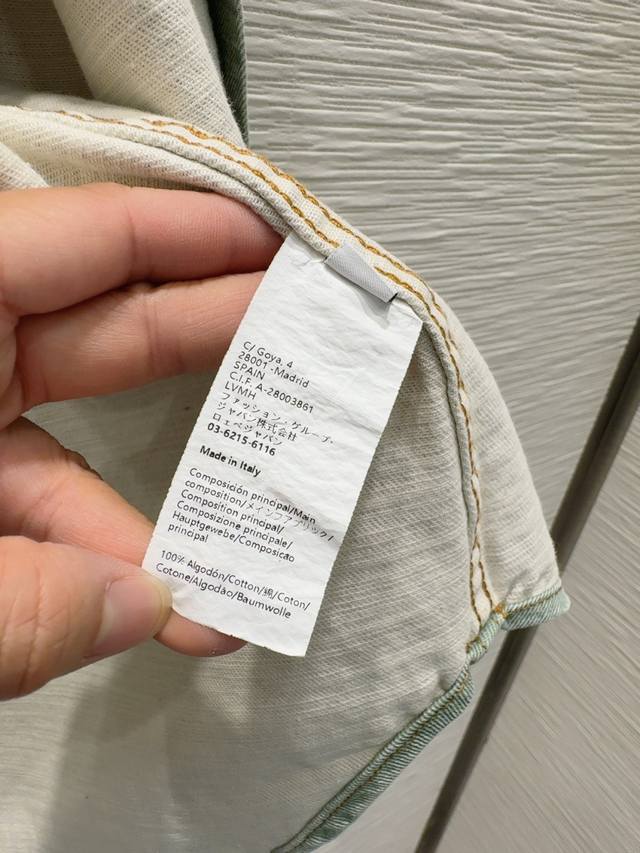 C/ Goya, 4
28001 -Madrid
SPAIN
C.I.F. A-28003861
LVMH
ファッション・グループ・
ジャパン株式会社
ロエベジャパン
03-6215-6116
Made in Italy
Composición principal/Main
composition/メインファブリック/
Composition principal/
Composizione principale/
Hauptgewebe/Composicao
principal
100% Algodón/Cotton/綿/Coton/
Cotone/Algodão/Baumwolle